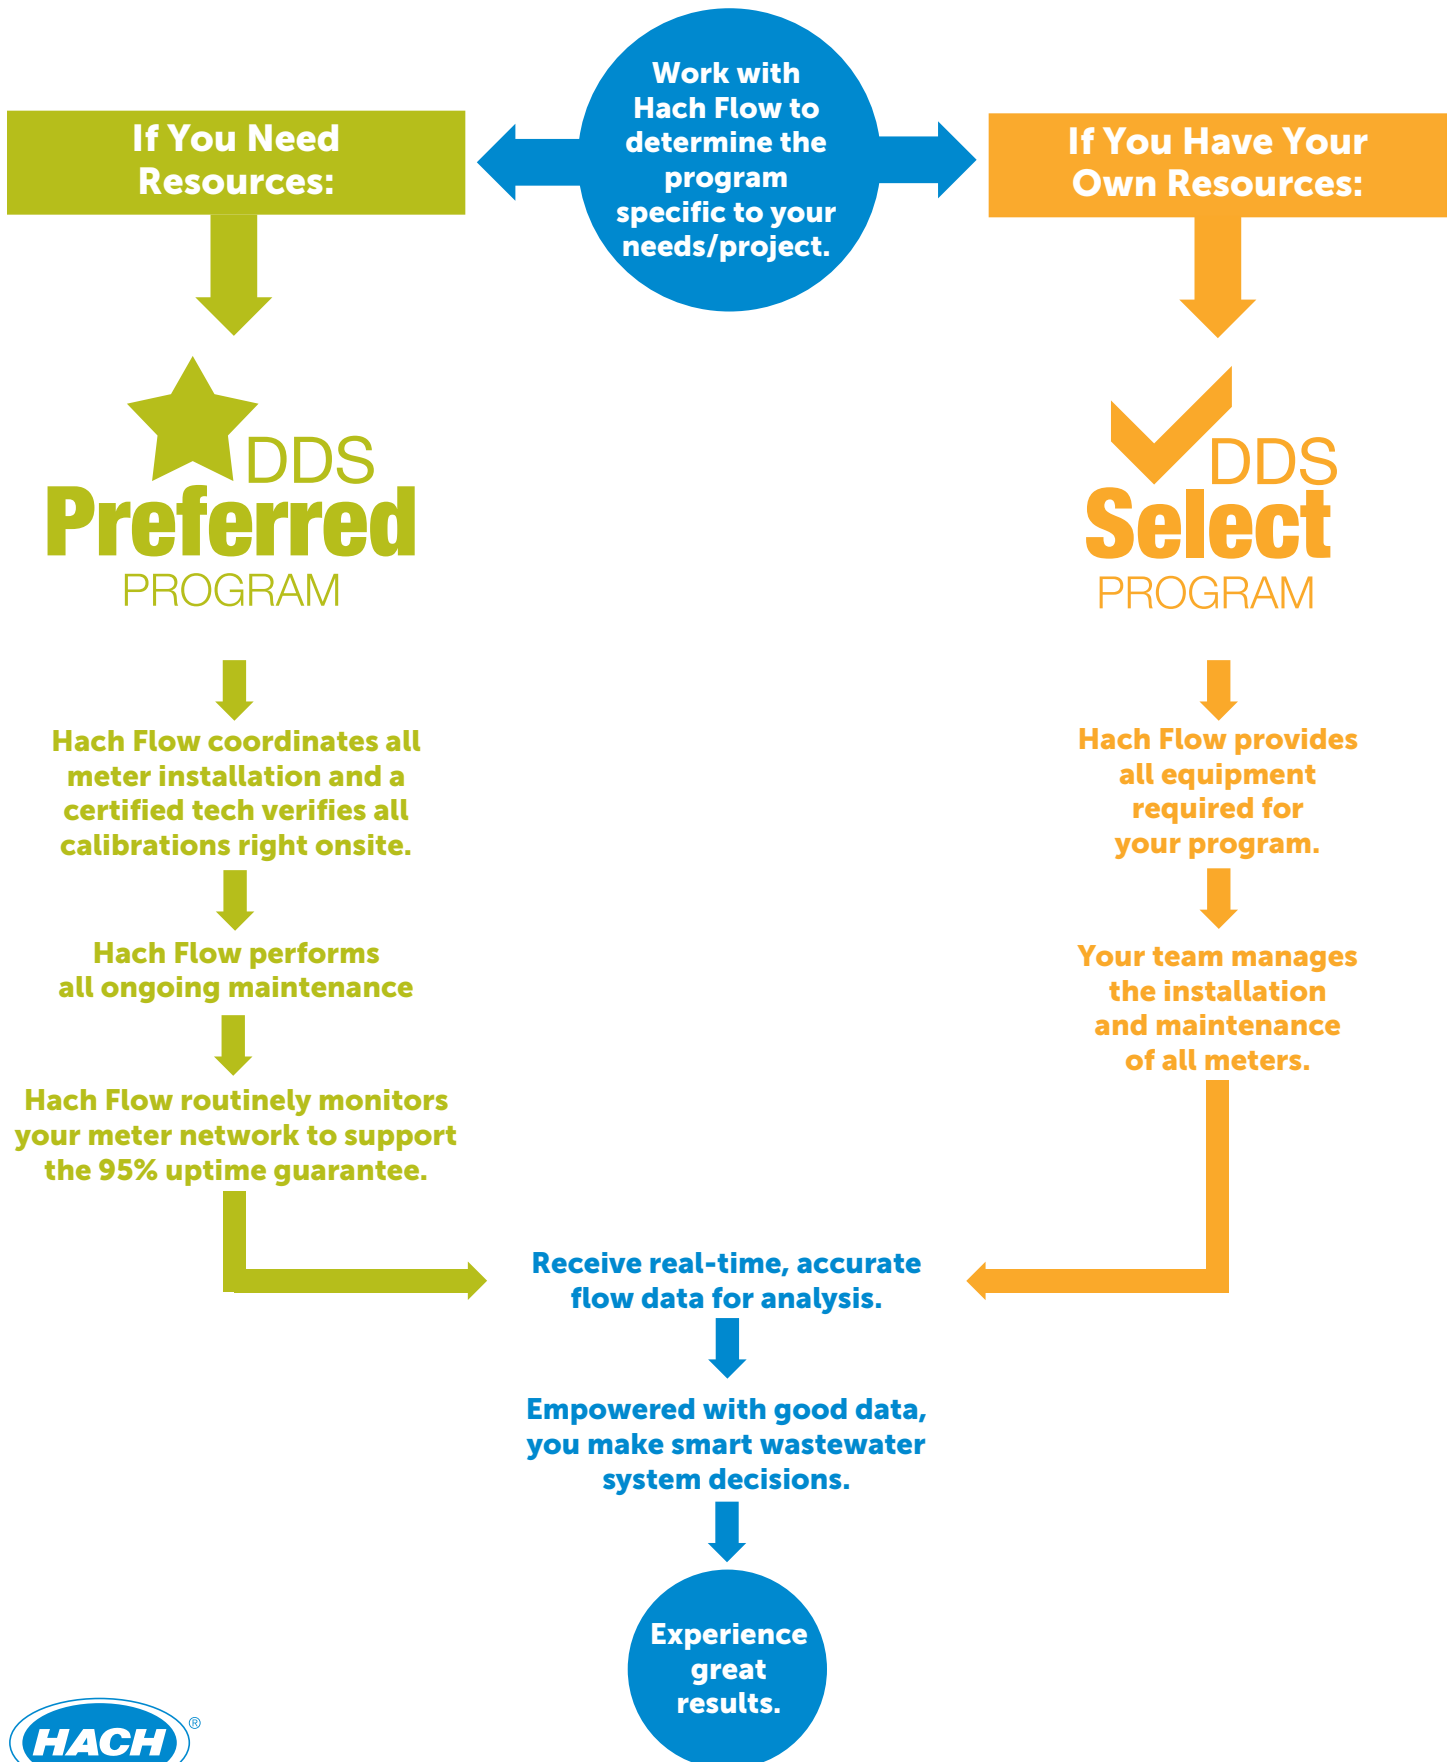 Work with
Hach Flow to
determine the
program
specific to your
needs/project.
If You Need
Resources:
DDS
Preferred
PROGRAM
Hach Flow coordinates all
meter installation and a
certified tech verifies all
calibrations right onsite.
Hach Flow performs
all ongoing maintenance
Hach Flow routinely monitors
your meter network to support
the 95% uptime guarantee.
If You Have Your
Own Resources:
DDS
Select
PROGRAM
Hach Flow provides
all equipment
required for
your program.
Your team manages
the installation
and maintenance
of all meters.
Receive real-time, accurate
flow data for analysis.
Empowered with good data,
you make smart wastewater
system decisions.
Experience
great
results.
HACH®